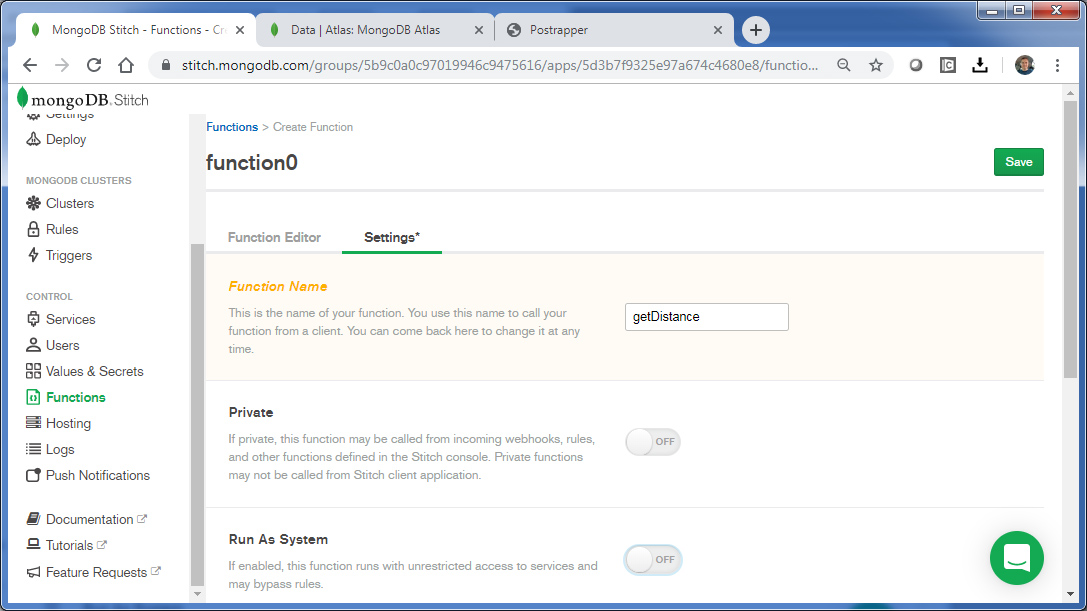 MongoDB Stitch - Functions - Cr
Data | Atlas: MongoDB Atlas
Postrapper
stitch.mongodb.com/groups/5b9c0a0c97019946c9475616/apps/5d3b7f9325e97a674c4680e8/functio...
mongoDB Stitch
Settings
Deploy
MONGODB CLUSTERS
Clusters
Rules
Triggers
CONTROL
Services
Users
Values & Secrets
Functions
Hosting
Logs
Push Notifications
Documentation
Tutorials
Feature Requests
Functions > Create Function
function0
Save
Function Editor
Settings*
Function Name
This is the name of your function. You use this name to call your
function from a client. You can come back here to change it at any
time.
getDistance
Private
If private, this function may be called from incoming webhooks, rules,
and other functions defined in the Stitch console. Private functions
may not be called from Stitch client application.
OFF
Run As System
If enabled, this function runs with unrestricted access to services and
may bypass rules.
OFF